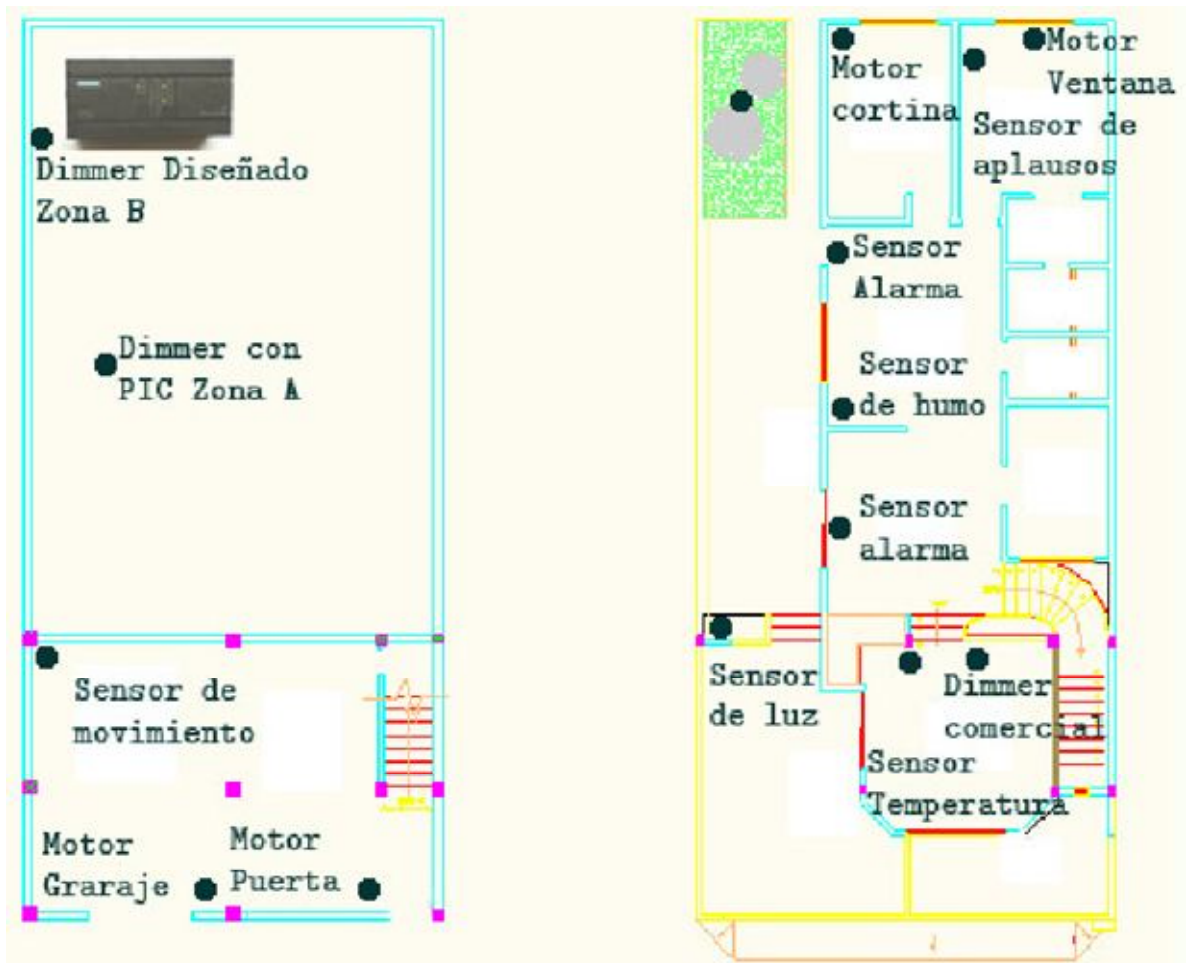 Dimmer Diseñado
Zona B
Dimmer con
PIC Zona A
Sensor de
movimiento
Motor
Graraje
Motor
Puerta
Motor
cortina
Motor
Ventana
Sensor de
aplausos
Sensor
Alarma
Sensor
de humo
Sensor
alarma
Sensor
de luz
Dimmer
comercial
Sensor
Temperatura